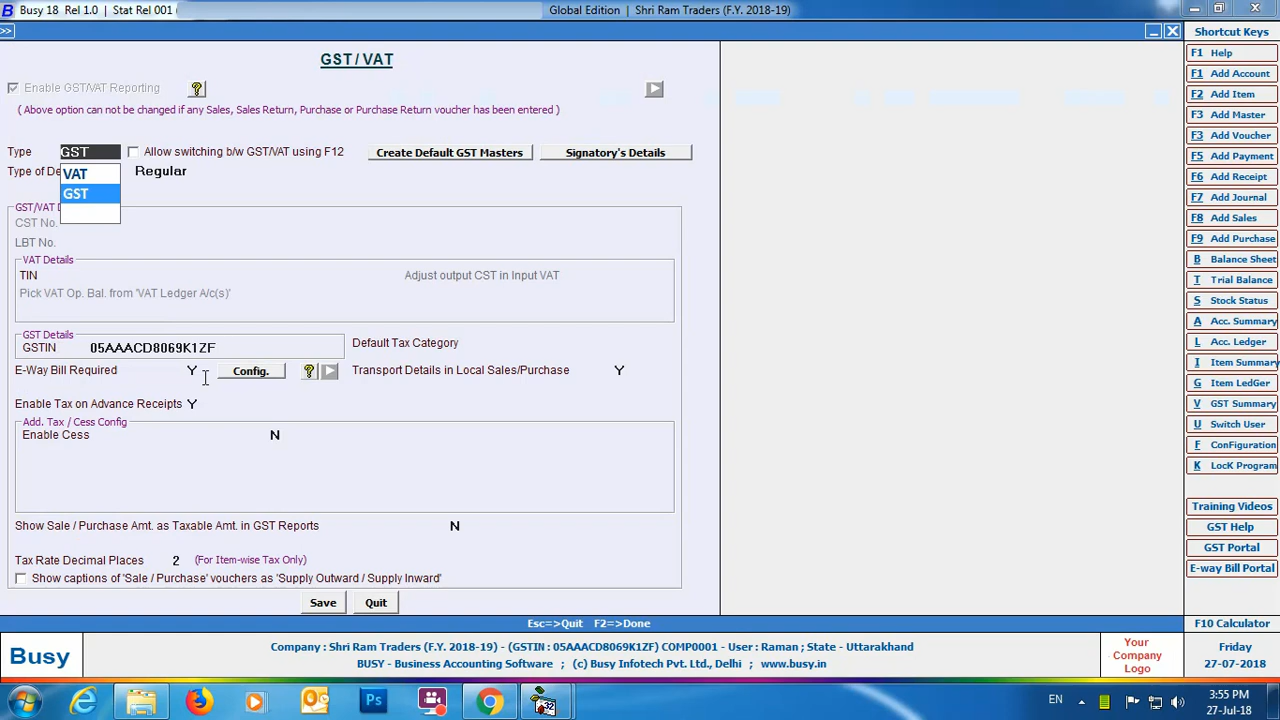 Busy 18 Rel 1.0 | Stat Rel 001
Global Edition | Shri Ram Traders (F.Y. 2018-19)
>>
GST/VAT
Enable GST/VAT Reporting ?
( Above option can not be changed if any Sales, Sales Return, Purchase or Purchase Return voucher has been entered )
Type GST Allow switching b/w GST/VAT using F12 Create Default GST Masters Signatory's Details
VAT
GST
Type of De Regular
GST/VAT D
CST No.
LBT No.
VAT Details
TIN Adjust output CST in Input VAT
Pick VAT Op. Bal. from 'VAT Ledger A/c(s)'
GST Details
GSTIN 05AAACD8069K1ZF Default Tax Category
E-Way Bill Required Y Config. ? Transport Details in Local Sales/Purchase Y
Enable Tax on Advance Receipts Y
Add. Tax / Cess Config
Enable Cess N
Show Sale / Purchase Amt. as Taxable Amt. in GST Reports N
Tax Rate Decimal Places 2 (For Item-wise Tax Only)
Show captions of 'Sale / Purchase' vouchers as 'Supply Outward / Supply Inward'
Save Quit
Esc=>Quit F2=>Done
Shortcut Keys
F1 Help
F1 Add Account
F2 Add Item
F3 Add Master
F3 Add Voucher
F5 Add Payment
F6 Add Receipt
F7 Add Journal
F8 Add Sales
F9 Add Purchase
B Balance Sheet
T Trial Balance
S Stock Status
A Acc. Summary
L Acc. Ledger
I Item Summary
G Item LedGer
V GST Summary
U Switch User
F ConFiguration
K LocK Program
Training Videos
GST Help
GST Portal
E-way Bill Portal
F10 Calculator
Busy
Company : Shri Ram Traders (F.Y. 2018-19) - (GSTIN : 05AAACD8069K1ZF) COMP0001 - User : Raman ; State - Uttarakhand
BUSY - Business Accounting Software ; (c) Busy Infotech Pvt. Ltd., Delhi ; www.busy.in
Your
Company
Logo
Friday
27-07-2018
Ps
32
EN
3:55 PM
27-Jul-18